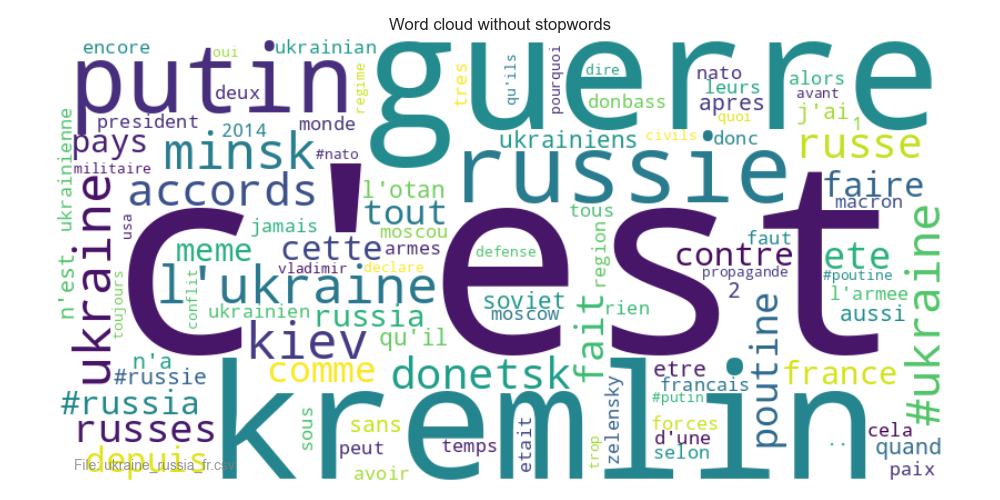 Word cloud without stopwords
encore
oui
ukrainian
putin
guerre
deux
regime
tres
qu'ils
pourquoi
dire
nato
leurs
alors
avant
donbass
apres
quoi
j'ai
1
president
2014
monde
pays
minsk
#nato
ukrainiens
civils
donc
russe
ukrainienne
militaire
accords
russie
l'otan
tout
faire
macron
ukraine
usa
jamais
moscou
tous
faut
c'est
meme
cette
armes
defense
region
contre
ete
#ukraine
vladimir
declare
propagande
#poutine
n'est
toujours
conflit
l'ukraine
soviet
moscow
2
l'armee
ukrainien
russia
rien
aussi
kiev
qu'il
fait
poutine
n'a
#russie
comme
donetsk
etre
francais
france
#russia
zelensky
#putin
russes
kremlin
sous
sans
peut
temps
etait
trop
forces
d'une
selon
..
cela
quand
depuis
avoir
paix
File: ukraine_russia_fr.csv